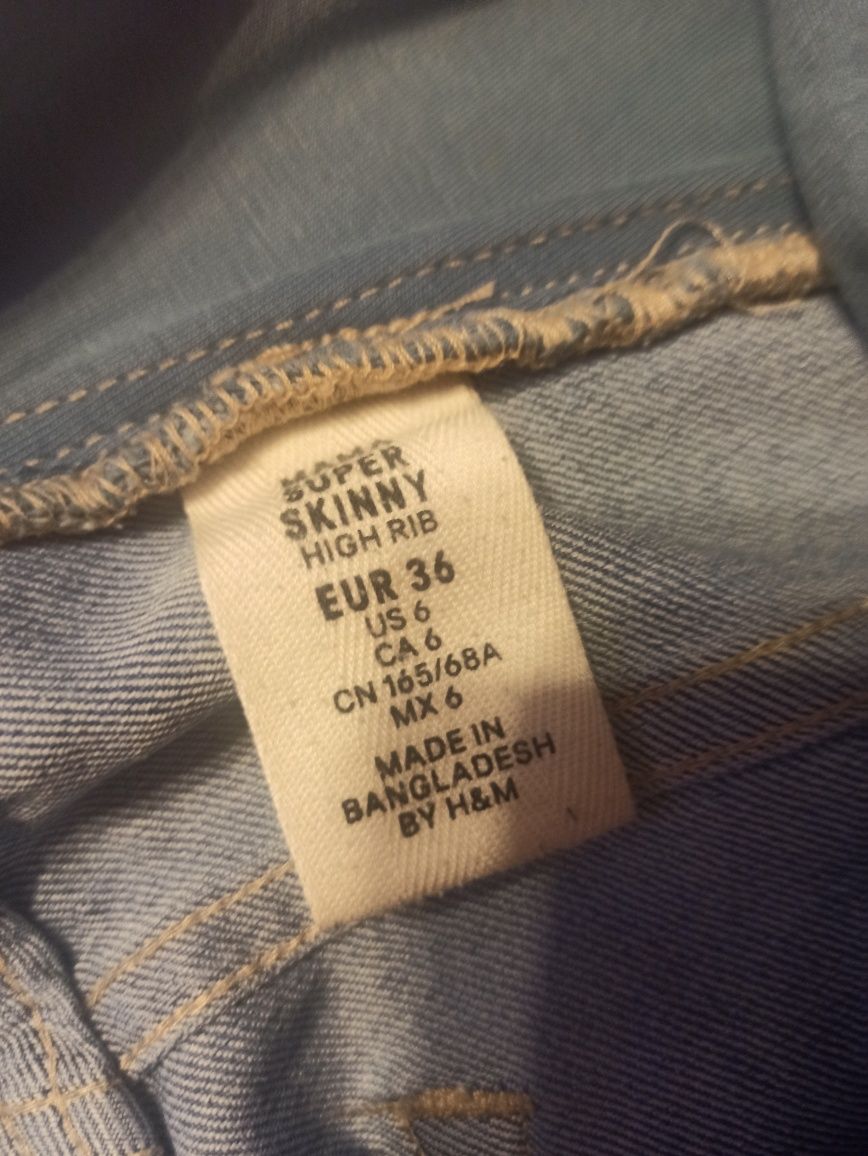 MAMA
SUPER
SKINNY
HIGH RIB
EUR 36
US 6
CA 6
CN 165/68A
MX 6
MADE IN
BANGLADESH
BY H&M